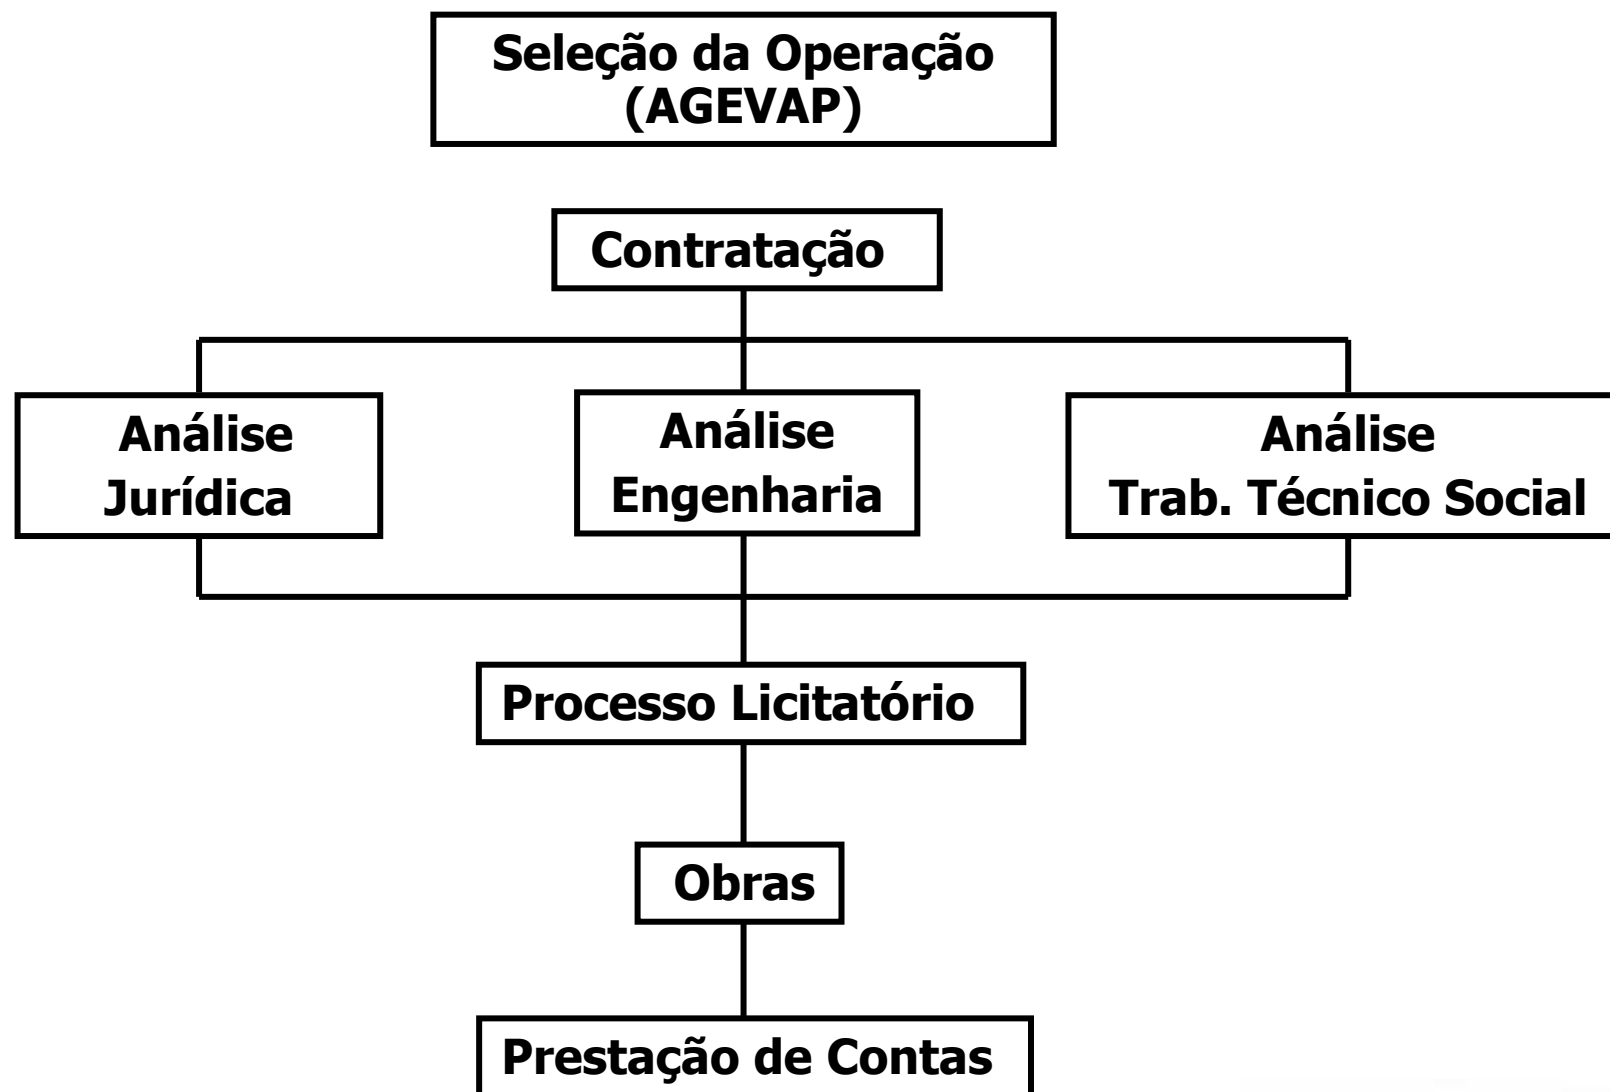 Seleção da Operação
(AGEVAP)
Contratação
Análise
Jurídica
Análise
Engenharia
Análise
Trab. Técnico Social
Processo Licitatório
Obras
Prestação de Contas